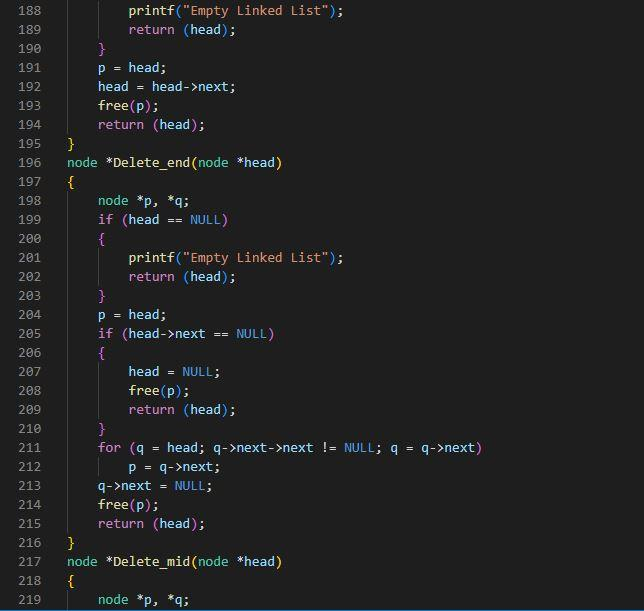 188 printf("Empty Linked List");
189 return (head);
190 }
191 p = head;
192 head = head->next;
193 free(p);
194 return (head);
195 }
196 node *Delete_end(node *head)
197 {
198 node *p, *q;
199 if (head == NULL)
200 {
201 printf("Empty Linked List");
202 return (head);
203 }
204 p = head;
205 if (head->next == NULL)
206 {
207 head = NULL;
208 free(p);
209 return (head);
210 }
211 for (q = head; q->next->next != NULL; q = q->next)
212 p = q->next;
213 q->next = NULL;
214 free(p);
215 return (head);
216 }
217 node *Delete_mid(node *head)
218 {
219 node *p, *q;